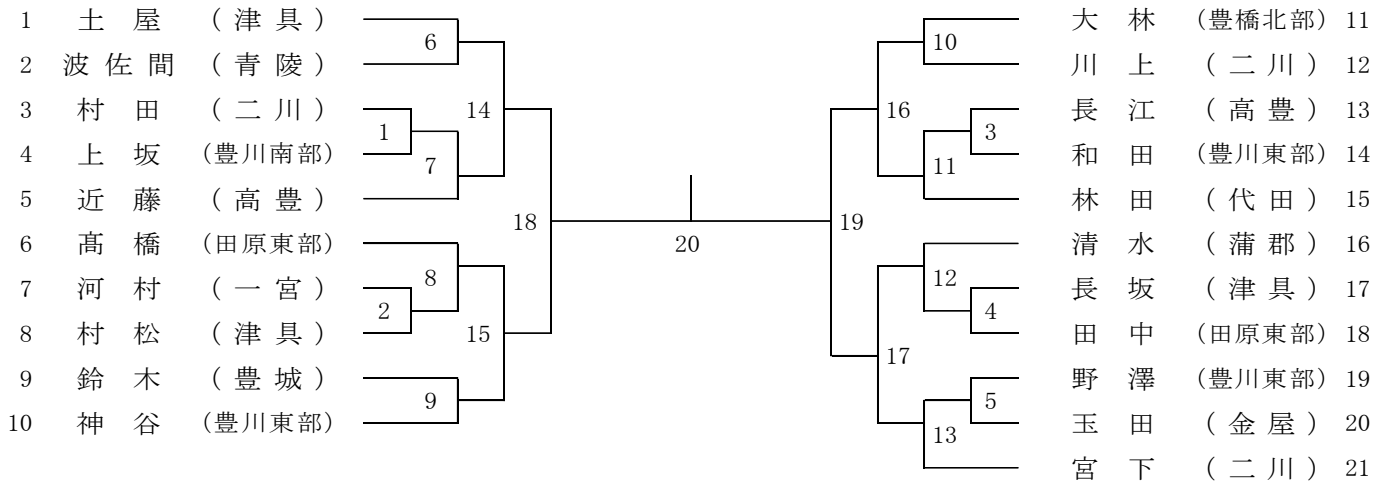 1 土屋 (津具)
2 波佐間 (青陵)
3 村田 (二川)
4 上坂 (豊川南部)
5 近藤 (高豊)
6 髙橋 (田原東部)
7 河村 (一宮)
8 村松 (津具)
9 鈴木 (豊城)
10 神谷 (豊川東部)
6
14
1
7
18
8
2
15
9
20
10
16
3
11
19
12
4
17
5
13
大林 (豊橋北部) 11
川上 (二川) 12
長江 (高豊) 13
和田 (豊川東部) 14
林田 (代田) 15
清水 (蒲郡) 16
長坂 (津具) 17
田中 (田原東部) 18
野澤 (豊川東部) 19
玉田 (金屋) 20
宮下 (二川) 21